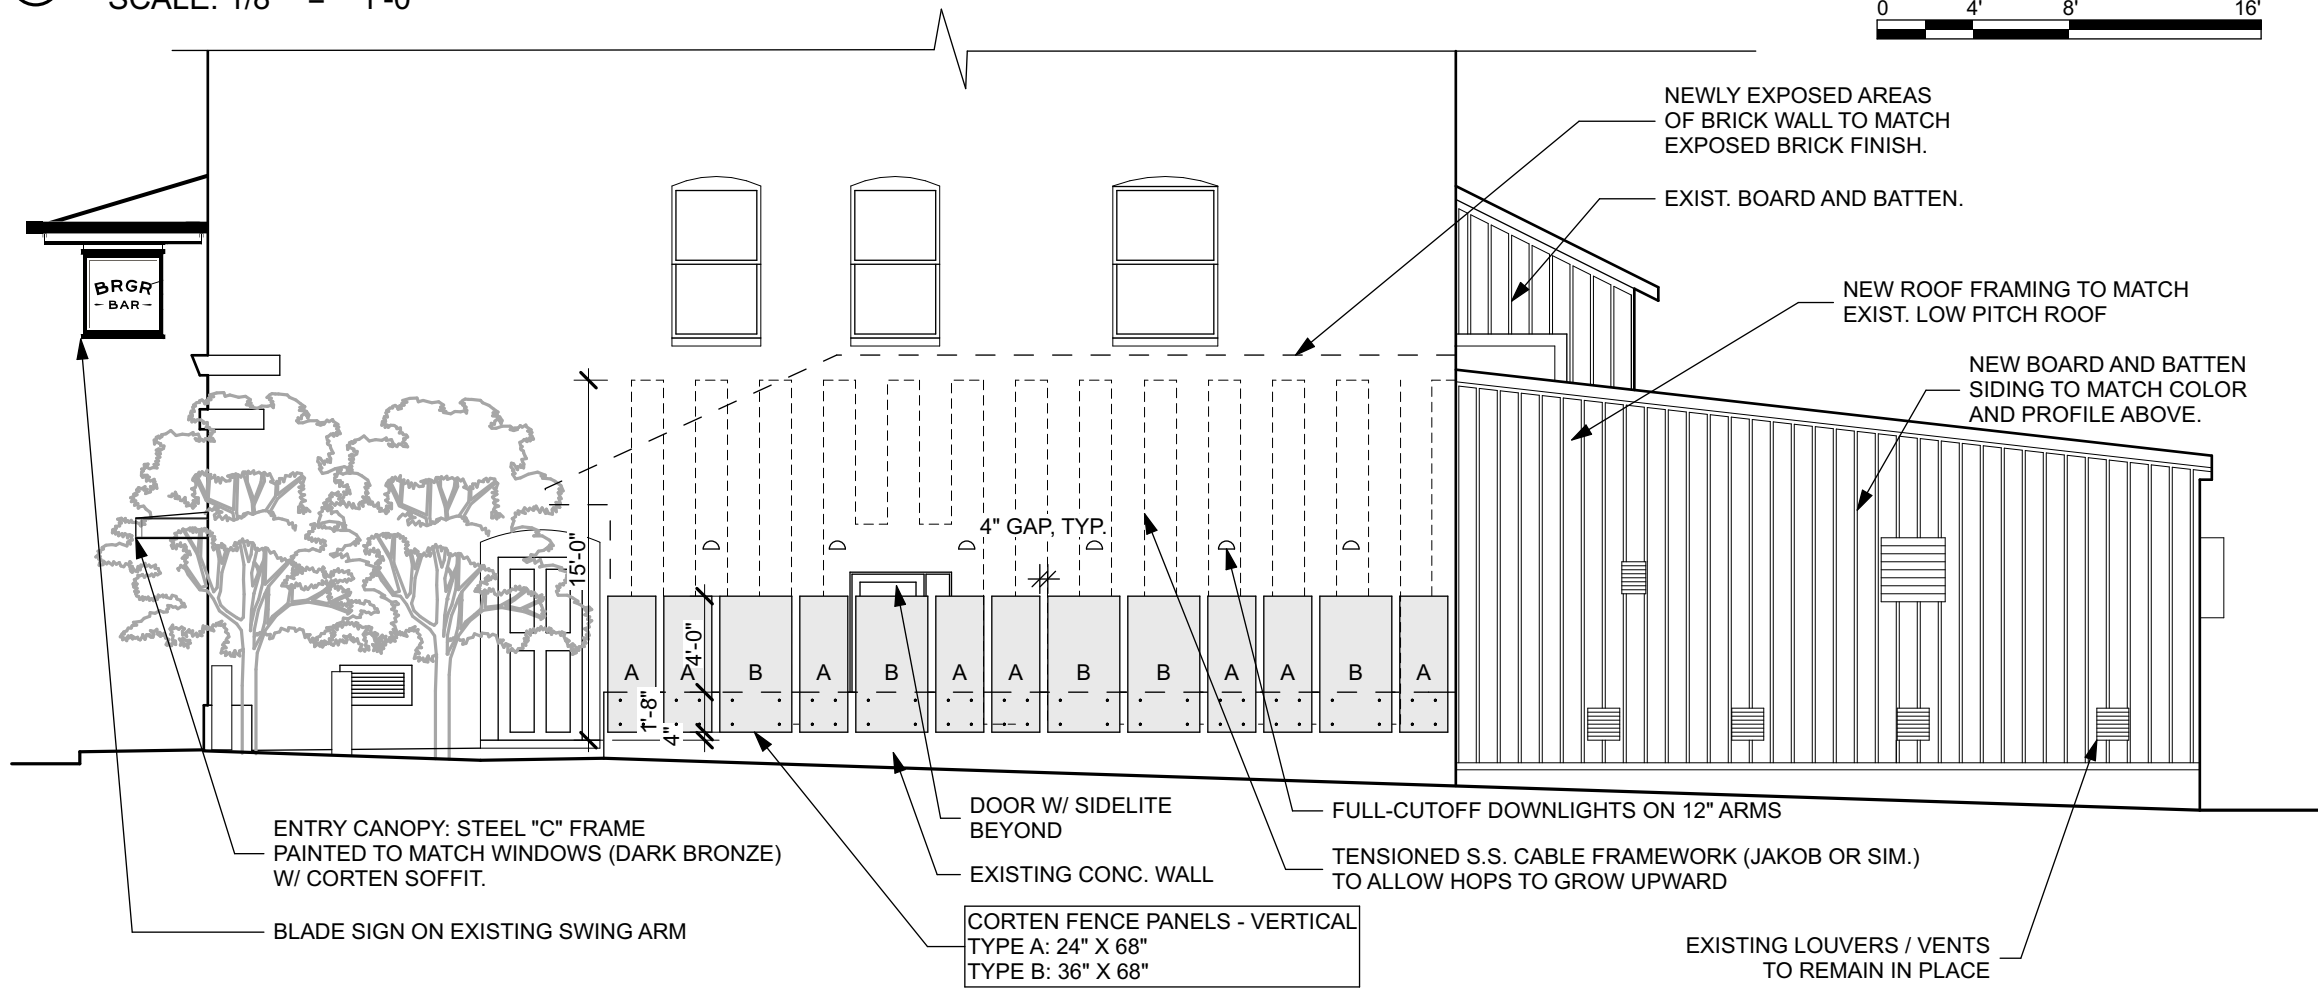 SCALE: 1/8" = 1'-0"
0 4' 8' 16'
NEWLY EXPOSED AREAS
OF BRICK WALL TO MATCH
EXPOSED BRICK FINISH.
EXIST. BOARD AND BATTEN.
NEW ROOF FRAMING TO MATCH
EXIST. LOW PITCH ROOF
NEW BOARD AND BATTEN
SIDING TO MATCH COLOR
AND PROFILE ABOVE.
BRGR
BAR
4" GAP, TYP.
15'-0"
4'-0"
1'-8"
4"
A A B A B A A B B A A B A
DOOR W/ SIDELITE
BEYOND
EXISTING CONC. WALL
FULL-CUTOFF DOWNLIGHTS ON 12" ARMS
TENSIONED S.S. CABLE FRAMEWORK (JAKOB OR SIM.)
TO ALLOW HOPS TO GROW UPWARD
ENTRY CANOPY: STEEL "C" FRAME
PAINTED TO MATCH WINDOWS (DARK BRONZE)
W/ CORTEN SOFFIT.
BLADE SIGN ON EXISTING SWING ARM
CORTEN FENCE PANELS - VERTICAL
TYPE A: 24" X 68"
TYPE B: 36" X 68"
EXISTING LOUVERS / VENTS
TO REMAIN IN PLACE